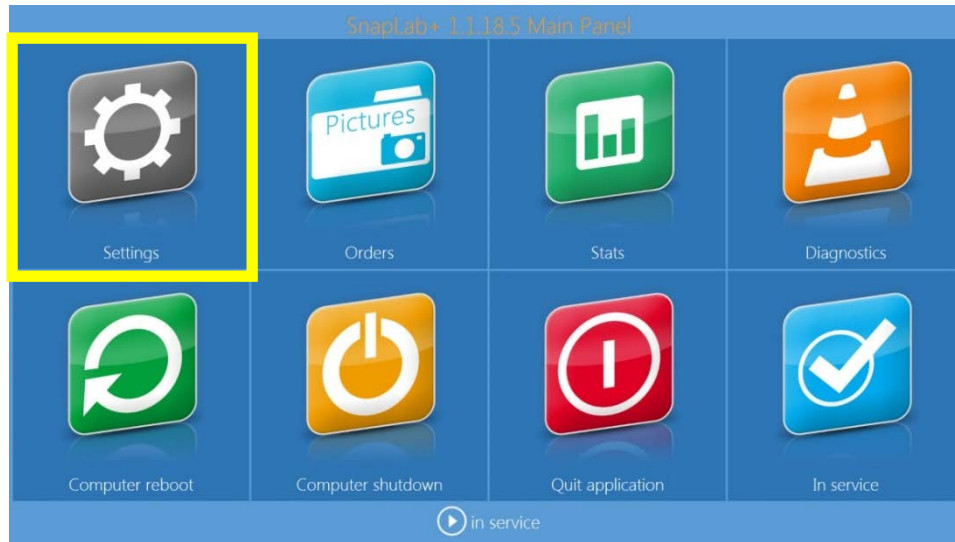 SnapLab+ 1.1.18.5 Main Panel
Pictures
Settings
Orders
Stats
Diagnostics
Computer reboot
Computer shutdown
Quit application
In service
in service